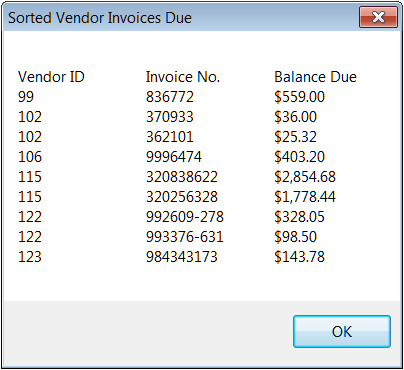 Sorted Vendor Invoices Due
Vendor ID Invoice No. Balance Due
99 836772 $559.00
102 370933 $36.00
102 362101 $25.32
106 9996474 $403.20
115 320838622 $2,854.68
115 320256328 $1,778.44
122 992609-278 $328.05
122 993376-631 $98.50
123 984343173 $143.78
OK